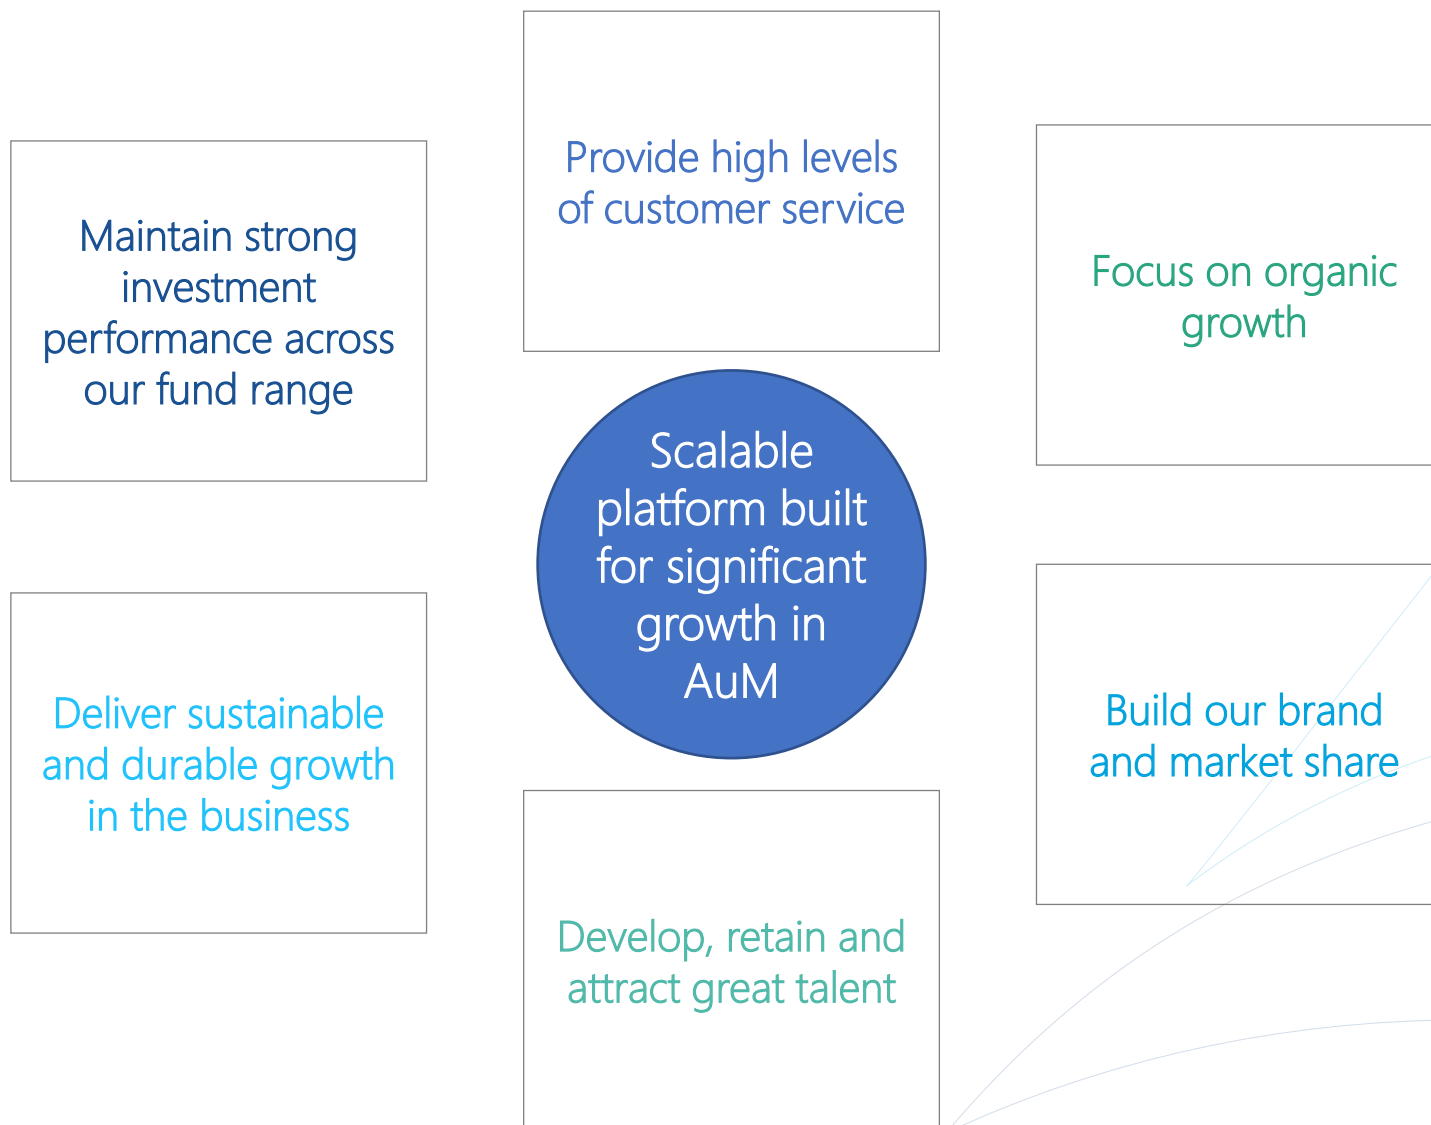 Provide high levels
of customer service
Maintain strong
investment
performance across
our fund range
Focus on organic
growth
Scalable
platform built
for significant
growth in
AuM
Deliver sustainable
and durable growth
in the business
Build our brand
and market share
Develop, retain and
attract great talent